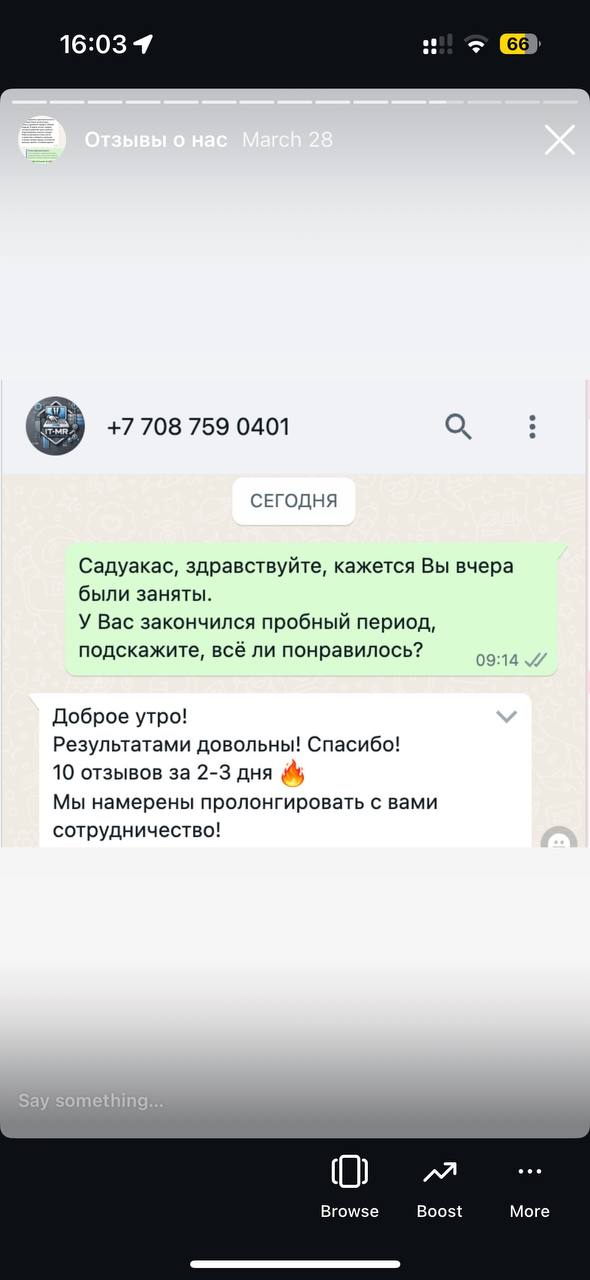 16:03
66
Отзывы о нас March 28
IT-MR
+7 708 759 0401
СЕГОДНЯ
Садуакас, здравствуйте, кажется Вы вчера
были заняты.
У Вас закончился пробный период,
подскажите, всё ли понравилось?
09:14
Доброе утро!
Результатами довольны! Спасибо!
10 отзывов за 2-3 дня 🔥
Мы намерены пролонгировать с вами
сотрудничество!
Say something...
Browse Boost More